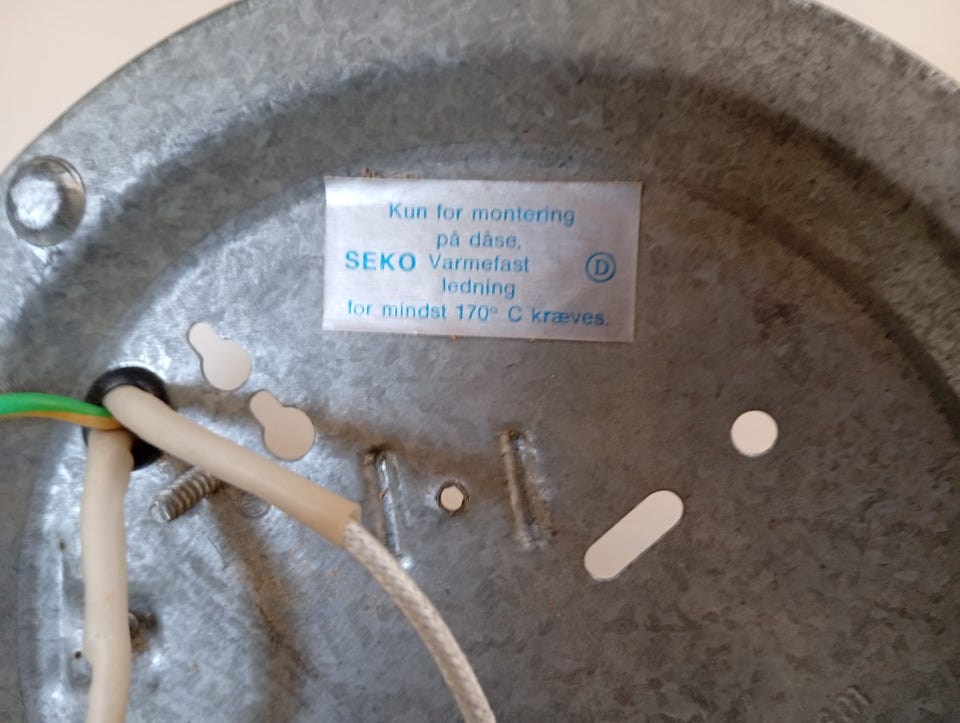 Kun for montering
på dåse,
SEKO Varmefast Ⓓ
ledning
for mindst 170° C kræves.